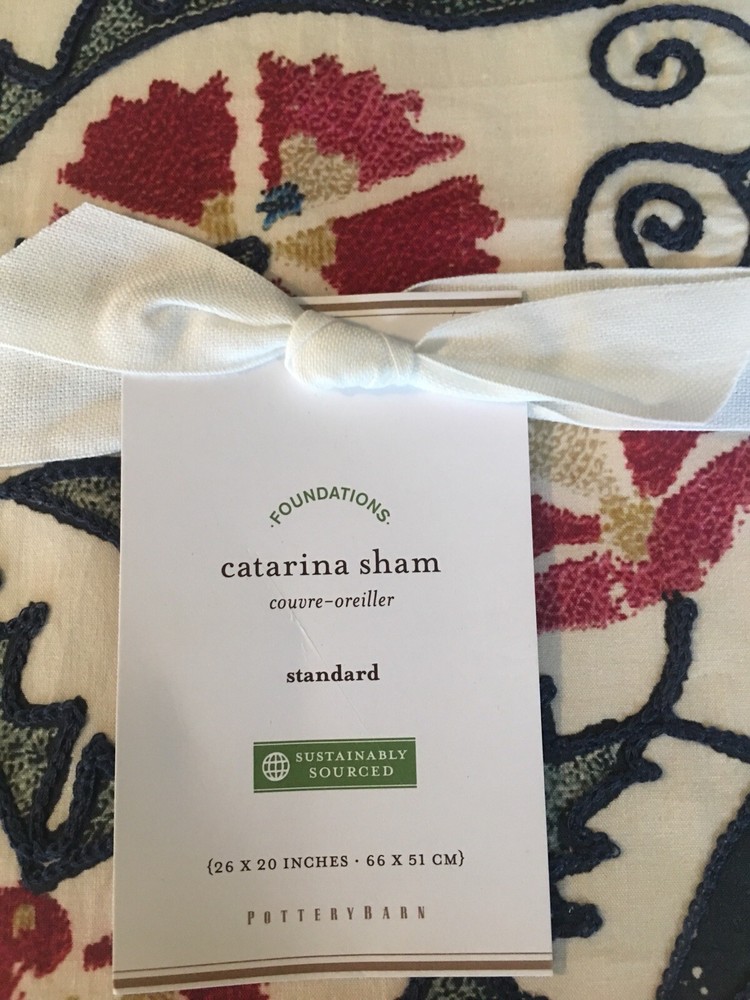 ·FOUNDATIONS·
catarina sham
couvre-oreiller
standard
SUSTAINABLY
SOURCED
{26 X 20 INCHES · 66 X 51 CM}
POTTERYBARN